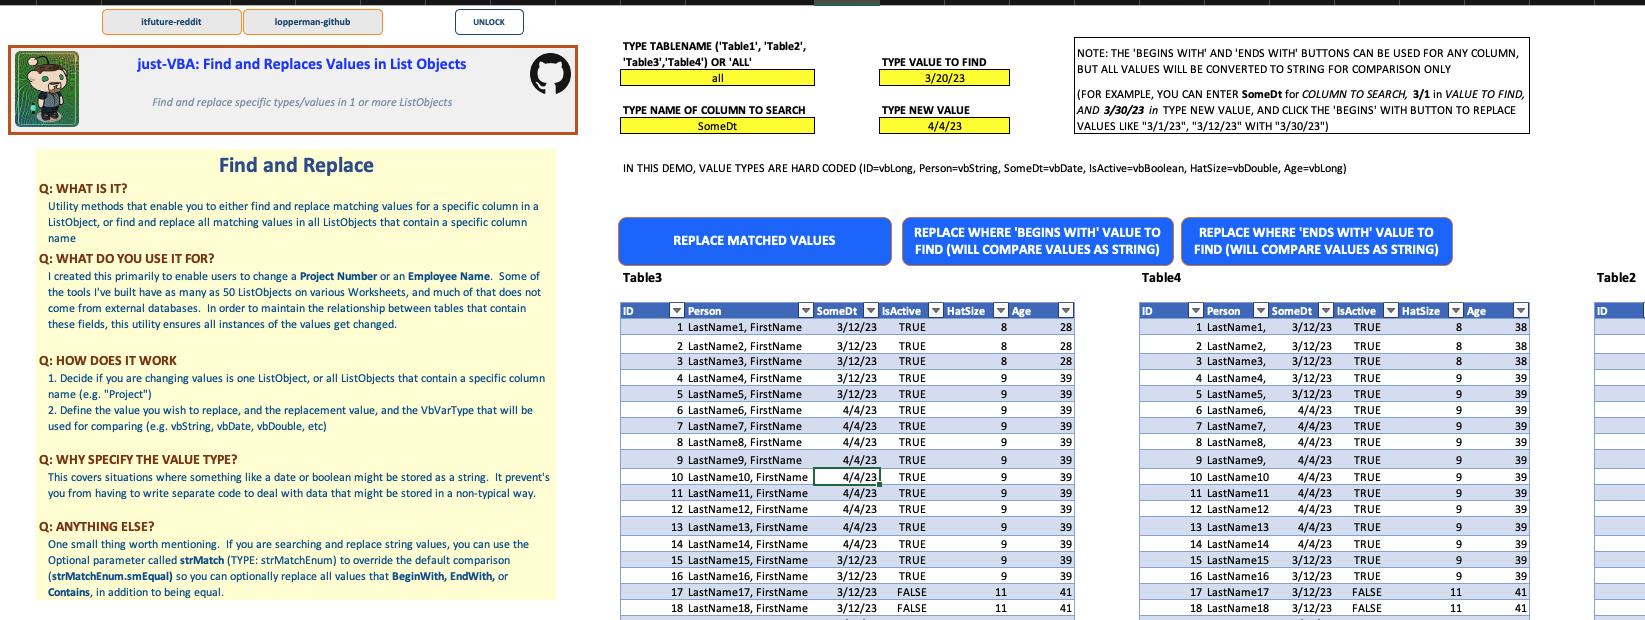 itfuture-reddit
lopperman-github
UNLOCK
just-VBA: Find and Replaces Values in List Objects
Find and replace specific types/values in 1 or more ListObjects
Find and Replace
Q: WHAT IS IT?
Utility methods that enable you to either find and replace matching values for a specific column in a
ListObject, or find and replace all matching values in all ListObjects that contain a specific column
name
Q: WHAT DO YOU USE IT FOR?
I created this primarily to enable users to change a Project Number or an Employee Name.  Some of
the tools I've built have as many as 50 ListObjects on various Worksheets, and much of that does not
come from external databases.  In order to maintain the relationship between tables that contain
these fields, this utility ensures all instances of the values get changed.
Q: HOW DOES IT WORK
1. Decide if you are changing values is one ListObject, or all ListObjects that contain a specific column
name (e.g. "Project")
2. Define the value you wish to replace, and the replacement value, and the VbVarType that will be
used for comparing (e.g. vbString, vbDate, vbDouble, etc)
Q: WHY SPECIFY THE VALUE TYPE?
This covers situations where something like a date or boolean might be stored as a string.  It prevent's
you from having to write separate code to deal with data that might be stored in a non-typical way.
Q: ANYTHING ELSE?
One small thing worth mentioning.  If you are searching and replace string values, you can use the
Optional parameter called strMatch (TYPE: strMatchEnum) to override the default comparison
(strMatchEnum.smEqual) so you can optionally replace all values that BeginWith, EndWith, or
Contains, in addition to being equal.
TYPE TABLENAME ('Table1', 'Table2',
'Table3','Table4') OR 'ALL'
all
TYPE VALUE TO FIND
3/20/23
TYPE NAME OF COLUMN TO SEARCH
SomeDt
TYPE NEW VALUE
4/4/23
NOTE: THE 'BEGINS WITH' AND 'ENDS WITH' BUTTONS CAN BE USED FOR ANY COLUMN,
BUT ALL VALUES WILL BE CONVERTED TO STRING FOR COMPARISON ONLY
(FOR EXAMPLE, YOU CAN ENTER SomeDt for COLUMN TO SEARCH, 3/1 in VALUE TO FIND,
AND 3/30/23 in TYPE NEW VALUE, AND CLICK THE 'BEGINS' WITH BUTTON TO REPLACE
VALUES LIKE "3/1/23", "3/12/23" WITH "3/30/23")
IN THIS DEMO, VALUE TYPES ARE HARD CODED (ID=vbLong, Person=vbString, SomeDt=vbDate, IsActive=vbBoolean, HatSize=vbDouble, Age=vbLong)
REPLACE MATCHED VALUES
REPLACE WHERE 'BEGINS WITH' VALUE TO
FIND (WILL COMPARE VALUES AS STRING)
REPLACE WHERE 'ENDS WITH' VALUE TO
FIND (WILL COMPARE VALUES AS STRING)
Table3
ID Person SomeDt IsActive HatSize Age
1 LastName1, FirstName 3/12/23 TRUE 8 28
2 LastName2, FirstName 3/12/23 TRUE 8 28
3 LastName3, FirstName 3/12/23 TRUE 8 28
4 LastName4, FirstName 3/12/23 TRUE 9 39
5 LastName5, FirstName 3/12/23 TRUE 9 39
6 LastName6, FirstName 4/4/23 TRUE 9 39
7 LastName7, FirstName 4/4/23 TRUE 9 39
8 LastName8, FirstName 4/4/23 TRUE 9 39
9 LastName9, FirstName 4/4/23 TRUE 9 39
10 LastName10, FirstName 4/4/23 TRUE 9 39
11 LastName11, FirstName 4/4/23 TRUE 9 39
12 LastName12, FirstName 4/4/23 TRUE 9 39
13 LastName13, FirstName 4/4/23 TRUE 9 39
14 LastName14, FirstName 4/4/23 TRUE 9 39
15 LastName15, FirstName 3/12/23 TRUE 9 39
16 LastName16, FirstName 3/12/23 TRUE 9 39
17 LastName17, FirstName 3/12/23 FALSE 11 41
18 LastName18, FirstName 3/12/23 FALSE 11 41
Table4
ID Person SomeDt IsActive HatSize Age
1 LastName1, 3/12/23 TRUE 8 38
2 LastName2, 3/12/23 TRUE 8 38
3 LastName3, 3/12/23 TRUE 8 38
4 LastName4, 3/12/23 TRUE 9 39
5 LastName5, 3/12/23 TRUE 9 39
6 LastName6, 4/4/23 TRUE 9 39
7 LastName7, 4/4/23 TRUE 9 39
8 LastName8, 4/4/23 TRUE 9 39
9 LastName9, 4/4/23 TRUE 9 39
10 LastName10 4/4/23 TRUE 9 39
11 LastName11 4/4/23 TRUE 9 39
12 LastName12 4/4/23 TRUE 9 39
13 LastName13 4/4/23 TRUE 9 39
14 LastName14 4/4/23 TRUE 9 39
15 LastName15 3/12/23 TRUE 9 39
16 LastName16 3/12/23 TRUE 9 39
17 LastName17 3/12/23 FALSE 11 41
18 LastName18 3/12/23 FALSE 11 41
Table2
ID